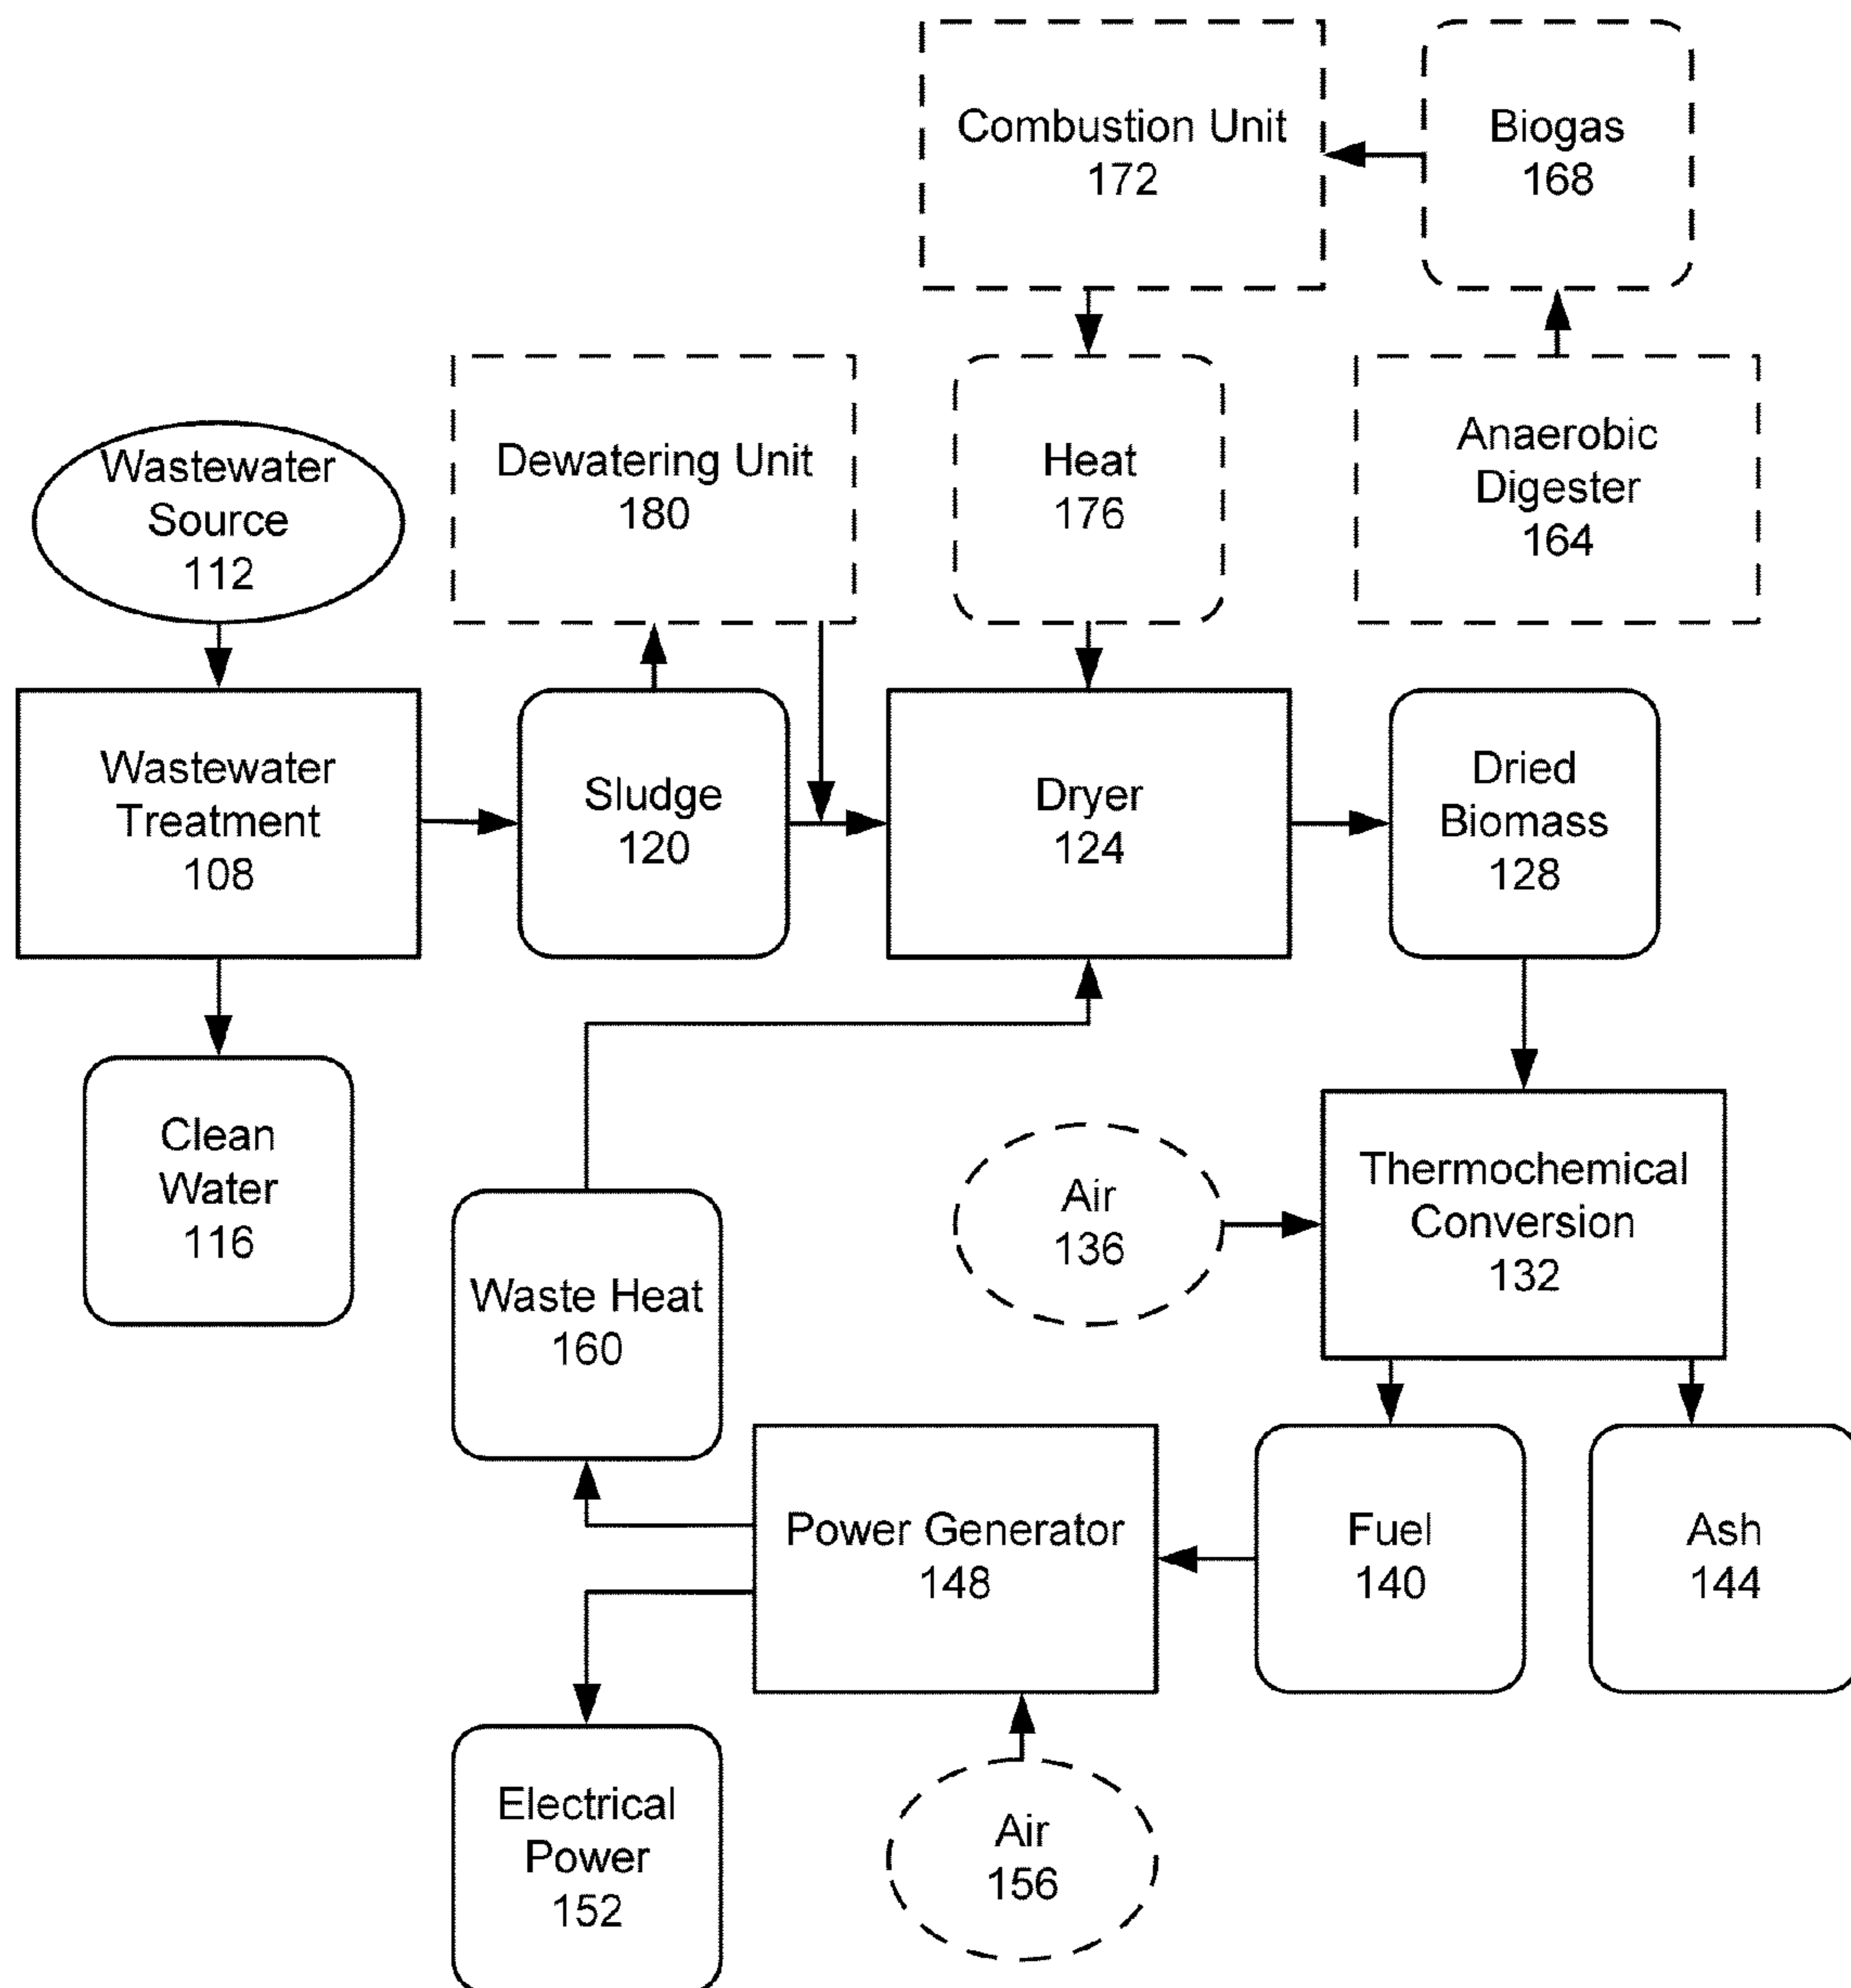 Combustion Unit
172
Biogas
168
Wastewater
Source
112
Dewatering Unit
180
Heat
176
Anaerobic
Digester
164
Wastewater
Treatment
108
Sludge
120
Dryer
124
Dried
Biomass
128
Clean
Water
116
Waste Heat
160
Air
136
Thermochemical
Conversion
132
Power Generator
148
Fuel
140
Ash
144
Electrical
Power
152
Air
156